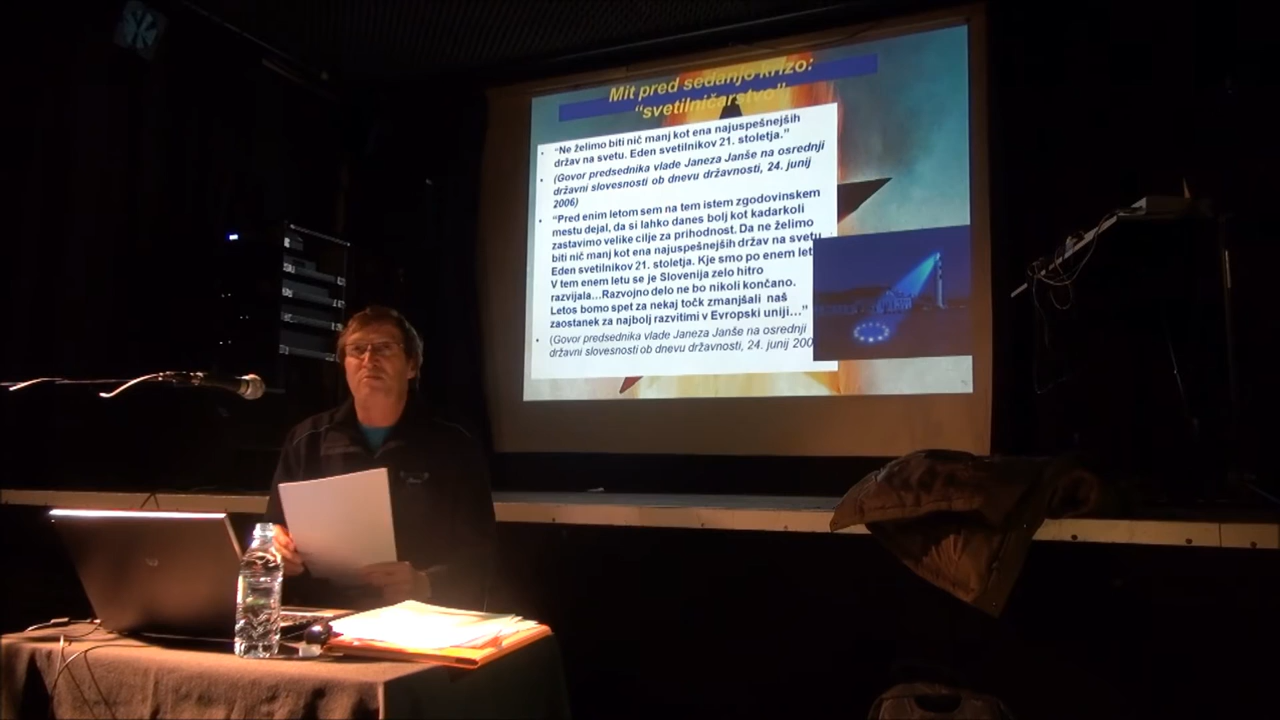 Mit pred sedanjo krizo:
“svetilničarstvo”
• “Ne želimo biti nič manj kot ena najuspešnejših
držav na svetu. Eden svetilnikov 21. stoletja.”
• (Govor predsednika vlade Janeza Janše na osrednji
državni slovesnosti ob dnevu državnosti, 24. junij
2006)
• “Pred enim letom sem na tem istem zgodovinskem
mestu dejal, da si lahko danes bolj kot kadarkoli
zastavimo velike cilje za prihodnost. Da ne želimo
biti nič manj kot ena najuspešnejših držav na svetu.
Eden svetilnikov 21. stoletja. Kje smo po enem let
V tem enem letu se je Slovenija zelo hitro
razvijala…Razvojno delo ne bo nikoli končano.
Letos bomo spet za nekaj točk zmanjšali naš
zaostanek za najbolj razvitimi v Evropski uniji…”
• (Govor predsednika vlade Janeza Janše na osrednji
državni slovesnosti ob dnevu državnosti, 24. junij 200